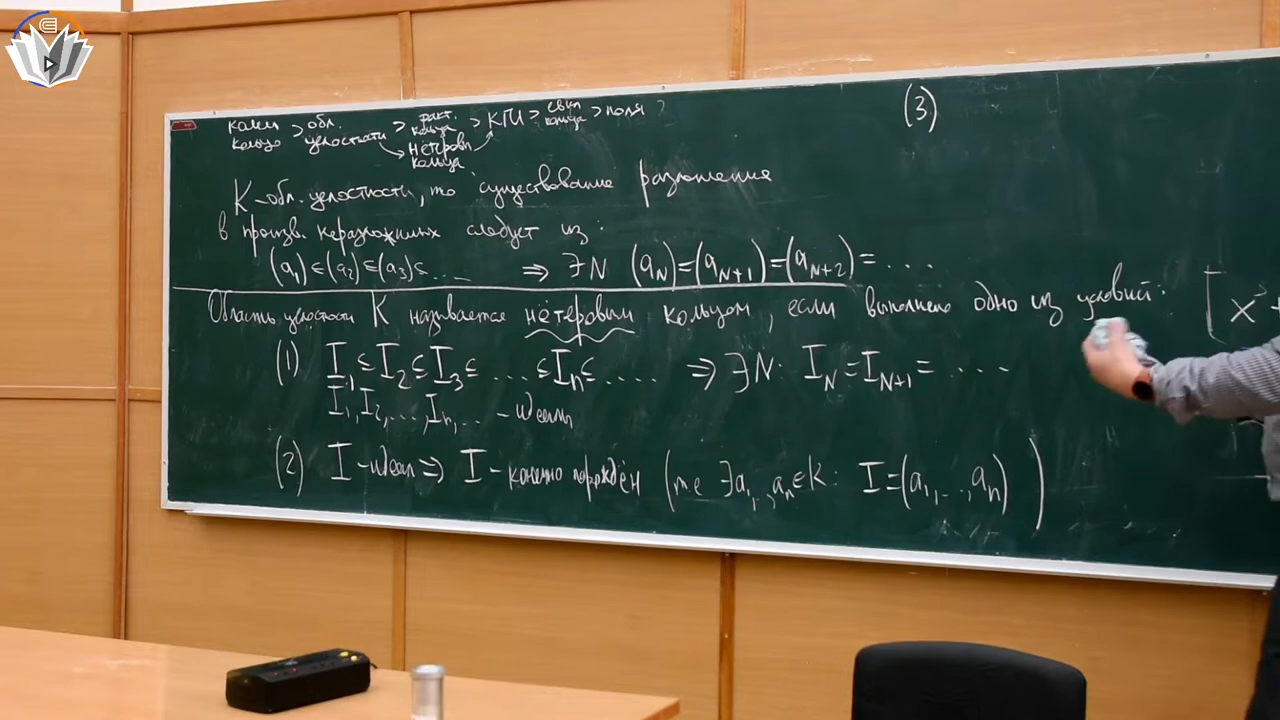 комм. кольцо > обл. целостности > факт. кольца > КГИ > евкл. кольца > поля
нётеровы кольца
(3)
K-обл. целостности, то существование разложения
в произв. неразложимых следует из:
(a₁) ⊆ (a₂) ⊆ (a₃) ⊆ .... ⇒ ∃N (a_N) = (a_{N+1}) = (a_{N+2}) = ....
Область целостности K называется нётеровым кольцом, если выполнено одно из условий:
(1) I₁ ⊆ I₂ ⊆ I₃ ⊆ ... ⊆ Iₙ ⊆ .... ⇒ ∃N: I_N = I_{N+1} = ....
I₁, I₂, ..., Iₙ, .. - идеалы
(2) I - идеал ⇒ I - конечно порождён (т.е ∃a₁,..,aₙ ∈ K: I = (a₁,...,aₙ))